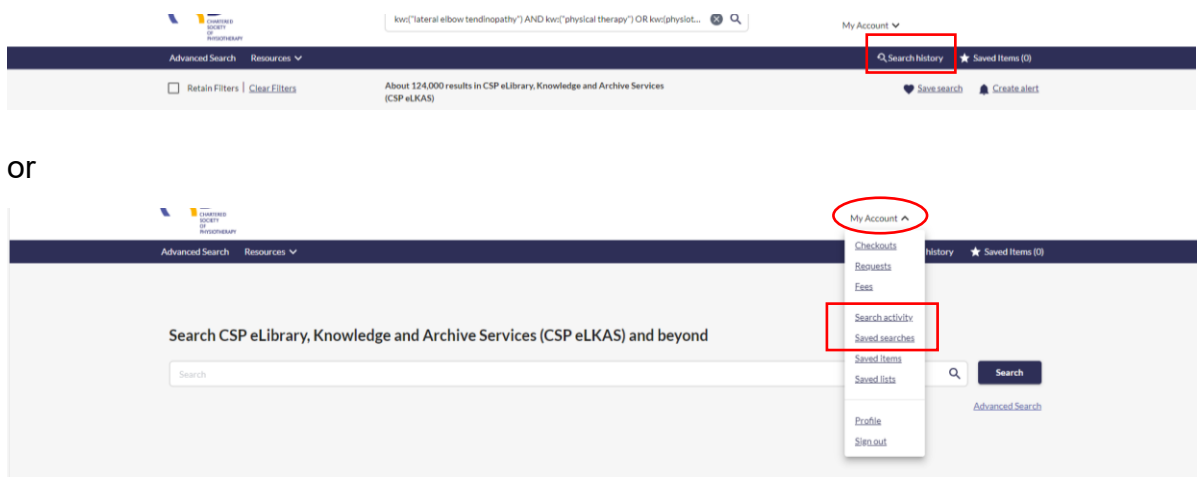 CHARTERED
SOCIETY
OF
PHYSIOTHERAPY
kw:("lateral elbow tendinopathy") AND kw:("physical therapy") OR kw:(physiot...
My Account
Advanced Search Resources
Search history Saved Items (0)
Retain Filters | Clear Filters
About 124,000 results in CSP eLibrary, Knowledge and Archive Services
(CSP eLKAS)
Save search Create alert
or
CHARTERED
SOCIETY
OF
PHYSIOTHERAPY
My Account
Advanced Search Resources
history Saved Items (0)
Checkouts
Requests
Fees
Search activity
Saved searches
Saved Items
Saved lists
Profile
Sign out
Search CSP eLibrary, Knowledge and Archive Services (CSP eLKAS) and beyond
Search
Search
Advanced Search